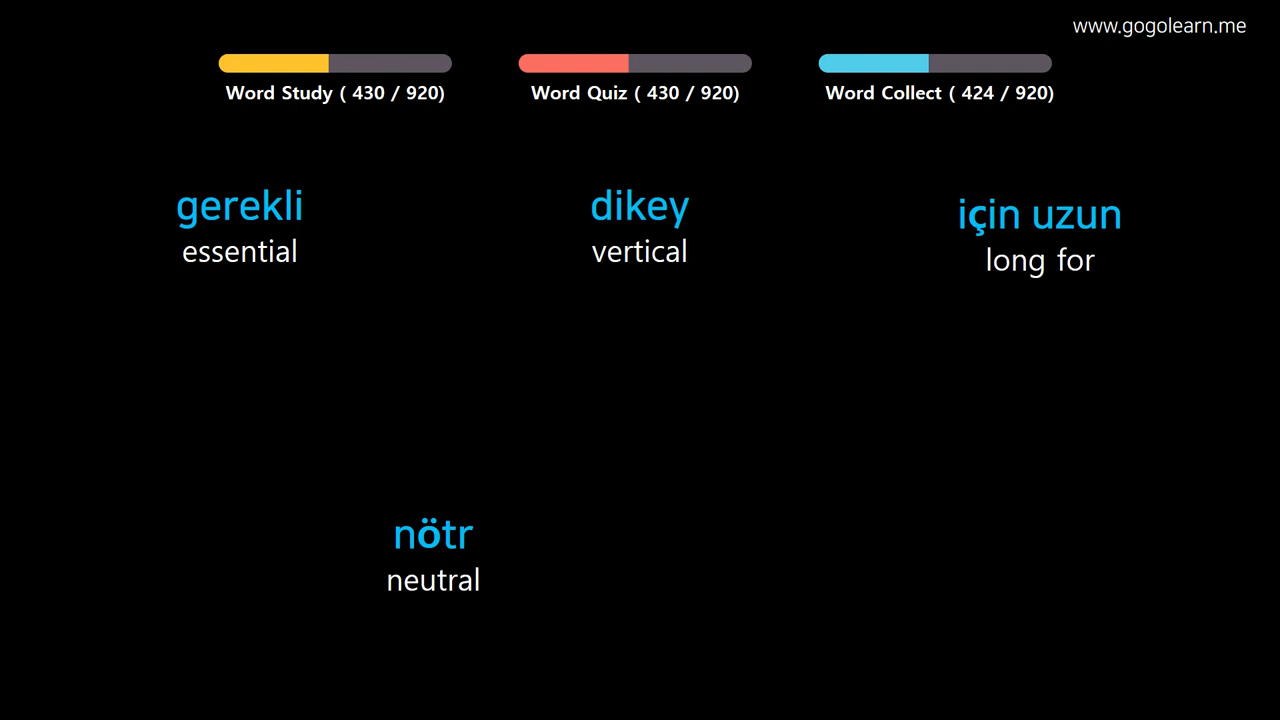 www.gogolearn.me
Word Study ( 430 / 920)
Word Quiz ( 430 / 920)
Word Collect ( 424 / 920)
gerekli
essential
dikey
vertical
için uzun
long for
nötr
neutral